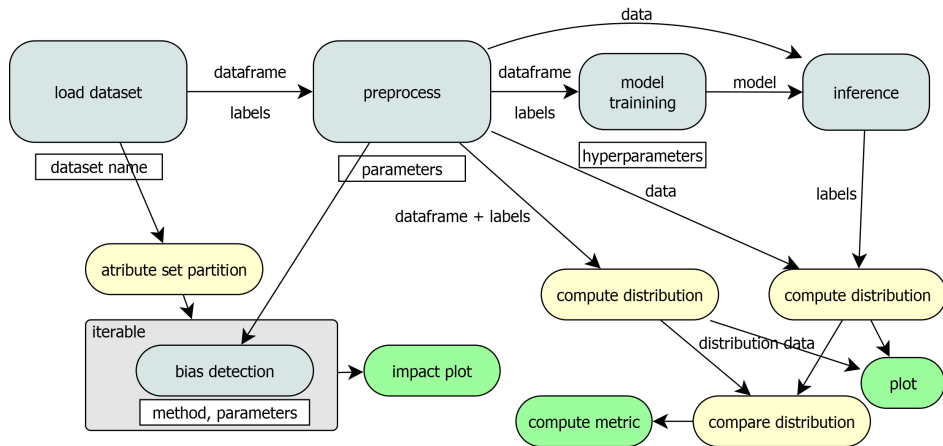 data
load dataset
dataframe
labels
preprocess
dataframe
labels
model
trainining
model
inference
dataset name
parameters
hyperparameters
data
labels
dataframe + labels
atribute set partition
compute distribution
compute distribution
iterable
bias detection
method, parameters
impact plot
distribution data
plot
compute metric
compare distribution